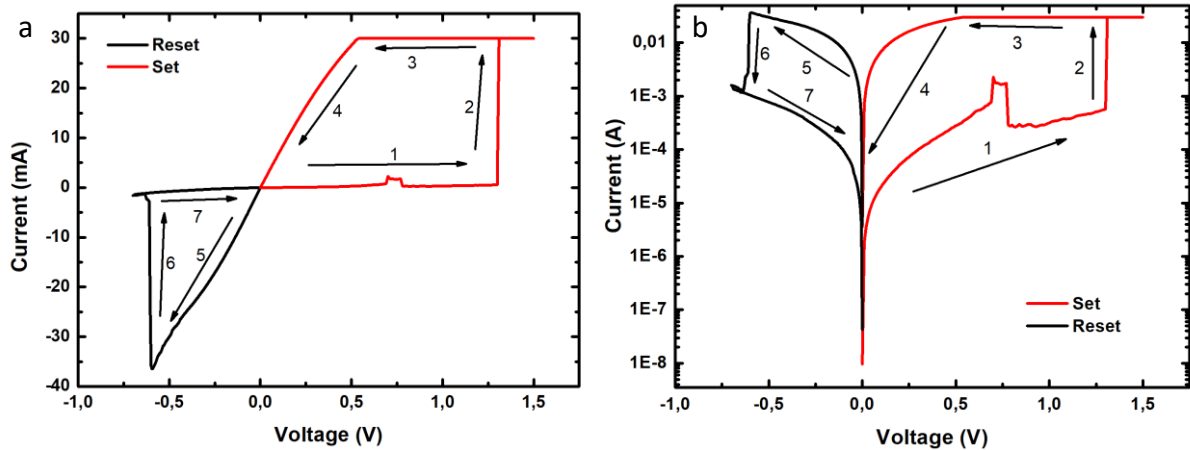 a
Reset
Set
30
20
10
0
-10
-20
-30
-40
-1,0
-0,5
0,0
0,5
1,0
1,5
Current (mA)
Voltage (V)
1
2
3
4
5
6
7
b
0,01
1E-3
1E-4
1E-5
1E-6
1E-7
1E-8
-1,0
-0,5
0,0
0,5
1,0
1,5
Current (A)
Voltage (V)
1
2
3
4
5
6
7
Set
Reset